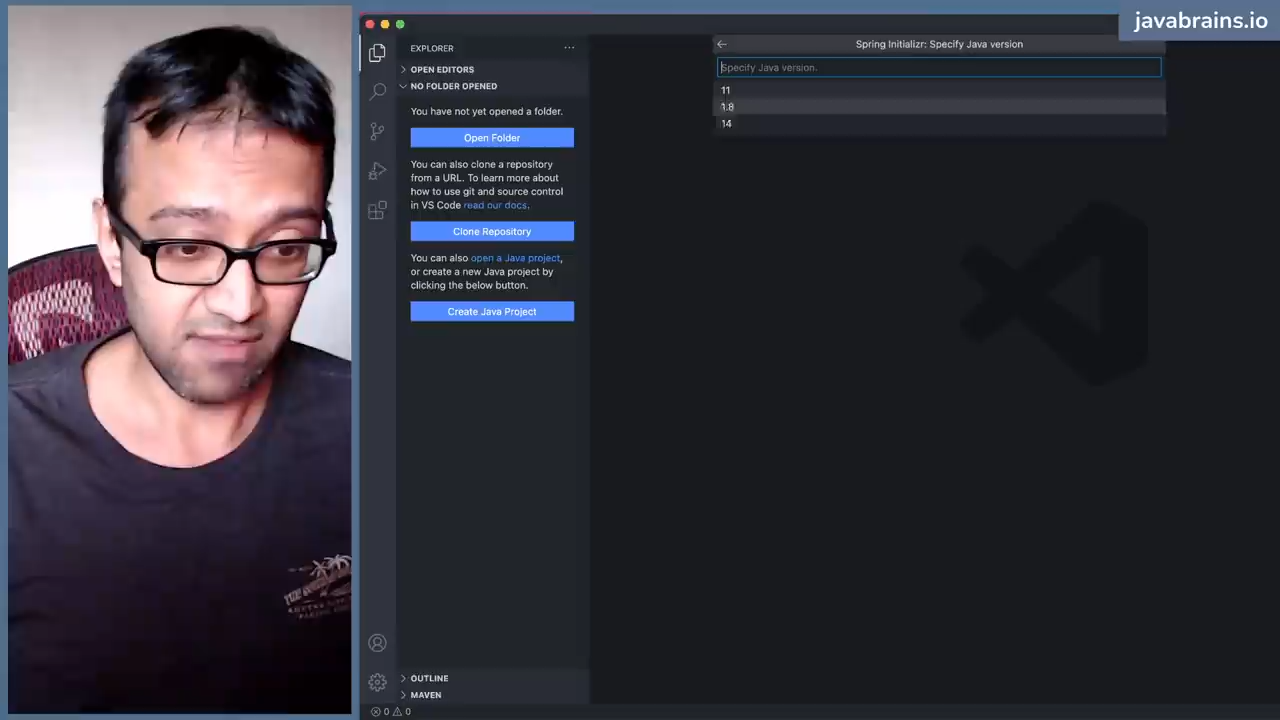 javabrains.io
EXPLORER
OPEN EDITORS
NO FOLDER OPENED
You have not yet opened a folder.
Open Folder
You can also clone a repository
from a URL. To learn more about
how to use git and source control
in VS Code read our docs.
Clone Repository
You can also open a Java project,
or create a new Java project by
clicking the below button.
Create Java Project
OUTLINE
MAVEN
0 0
Spring Initializr: Specify Java version
Specify Java version.
11
1.8
14